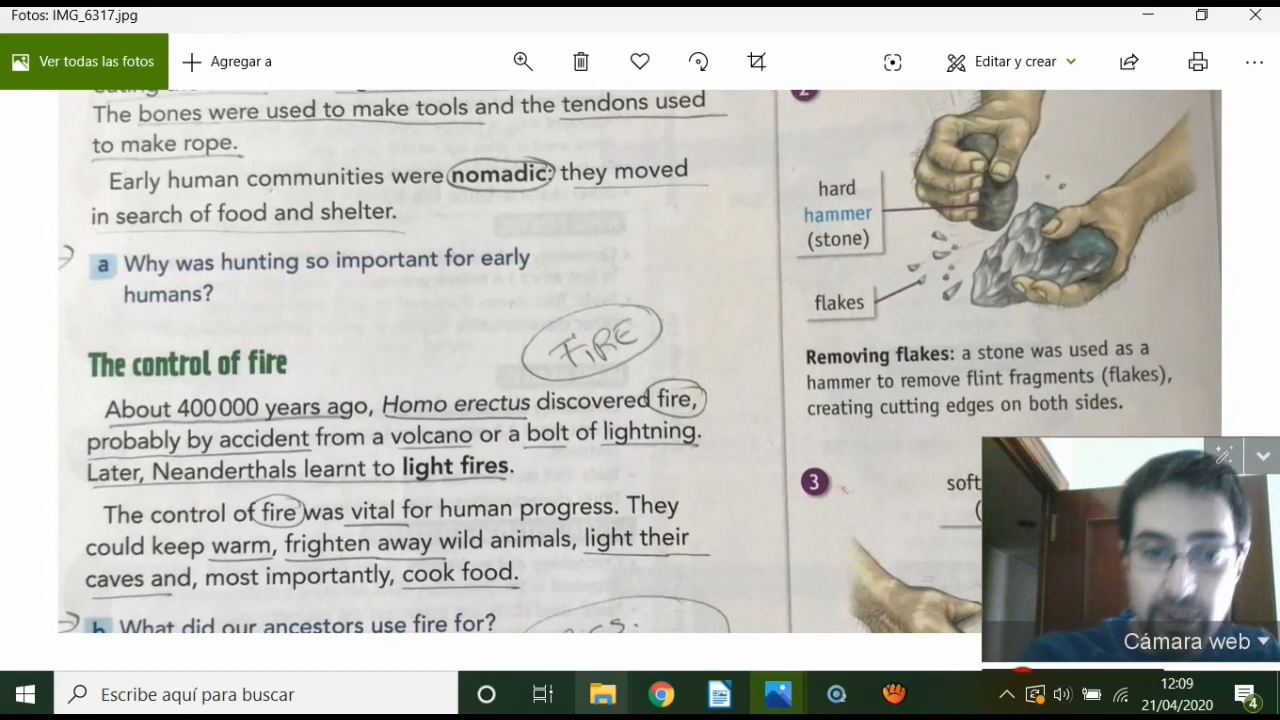 Fotos: IMG_6317.jpg
Ver todas las fotos
Agregar a
Editar y crear
The bones were used to make tools and the tendons used
to make rope.
Early human communities were nomadic: they moved
in search of food and shelter.
a Why was hunting so important for early
humans?
FIRE
The control of fire
About 400 000 years ago, Homo erectus discovered fire,
probably by accident from a volcano or a bolt of lightning.
Later, Neanderthals learnt to light fires.
The control of fire was vital for human progress. They
could keep warm, frighten away wild animals, light their
caves and, most importantly, cook food.
b What did our ancestors use fire for?
2
hard
hammer
(stone)
flakes
Removing flakes: a stone was used as a
hammer to remove flint fragments (flakes),
creating cutting edges on both sides.
3
soft
Cámara web
Escribe aquí para buscar
12:09
21/04/2020
4